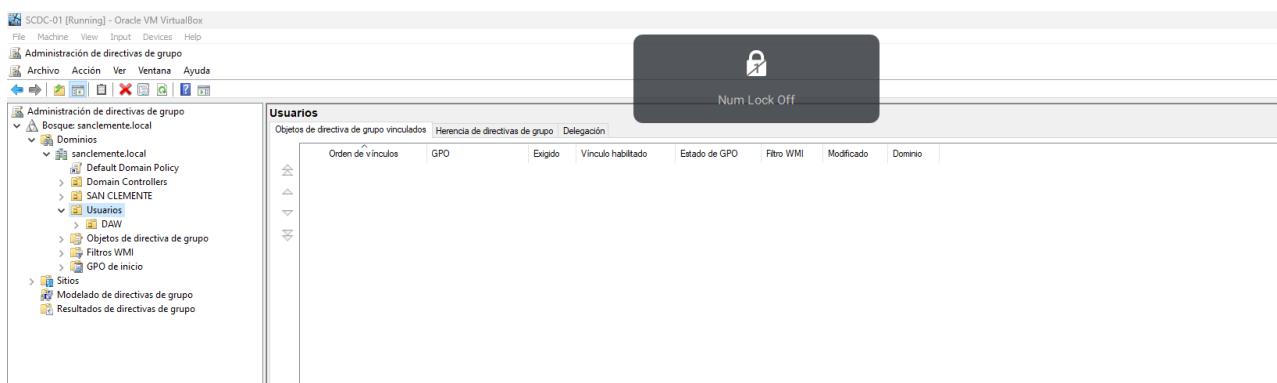 SCDC-01 [Running] - Oracle VM VirtualBox
File Machine View Input Devices Help
Administración de directivas de grupo
Archivo Acción Ver Ventana Ayuda
Num Lock Off
Administración de directivas de grupo
Bosque: sanclemente.local
Dominios
sanclemente.local
Default Domain Policy
Domain Controllers
SAN CLEMENTE
Usuarios
DAW
Objetos de directiva de grupo
Filtros WMI
GPO de inicio
Sitios
Modelado de directivas de grupo
Resultados de directivas de grupo
Usuarios
Objetos de directiva de grupo vinculados Herencia de directivas de grupo Delegación
Orden de vínculos GPO Exigido Vínculo habilitado Estado de GPO Filtro WMI Modificado Dominio